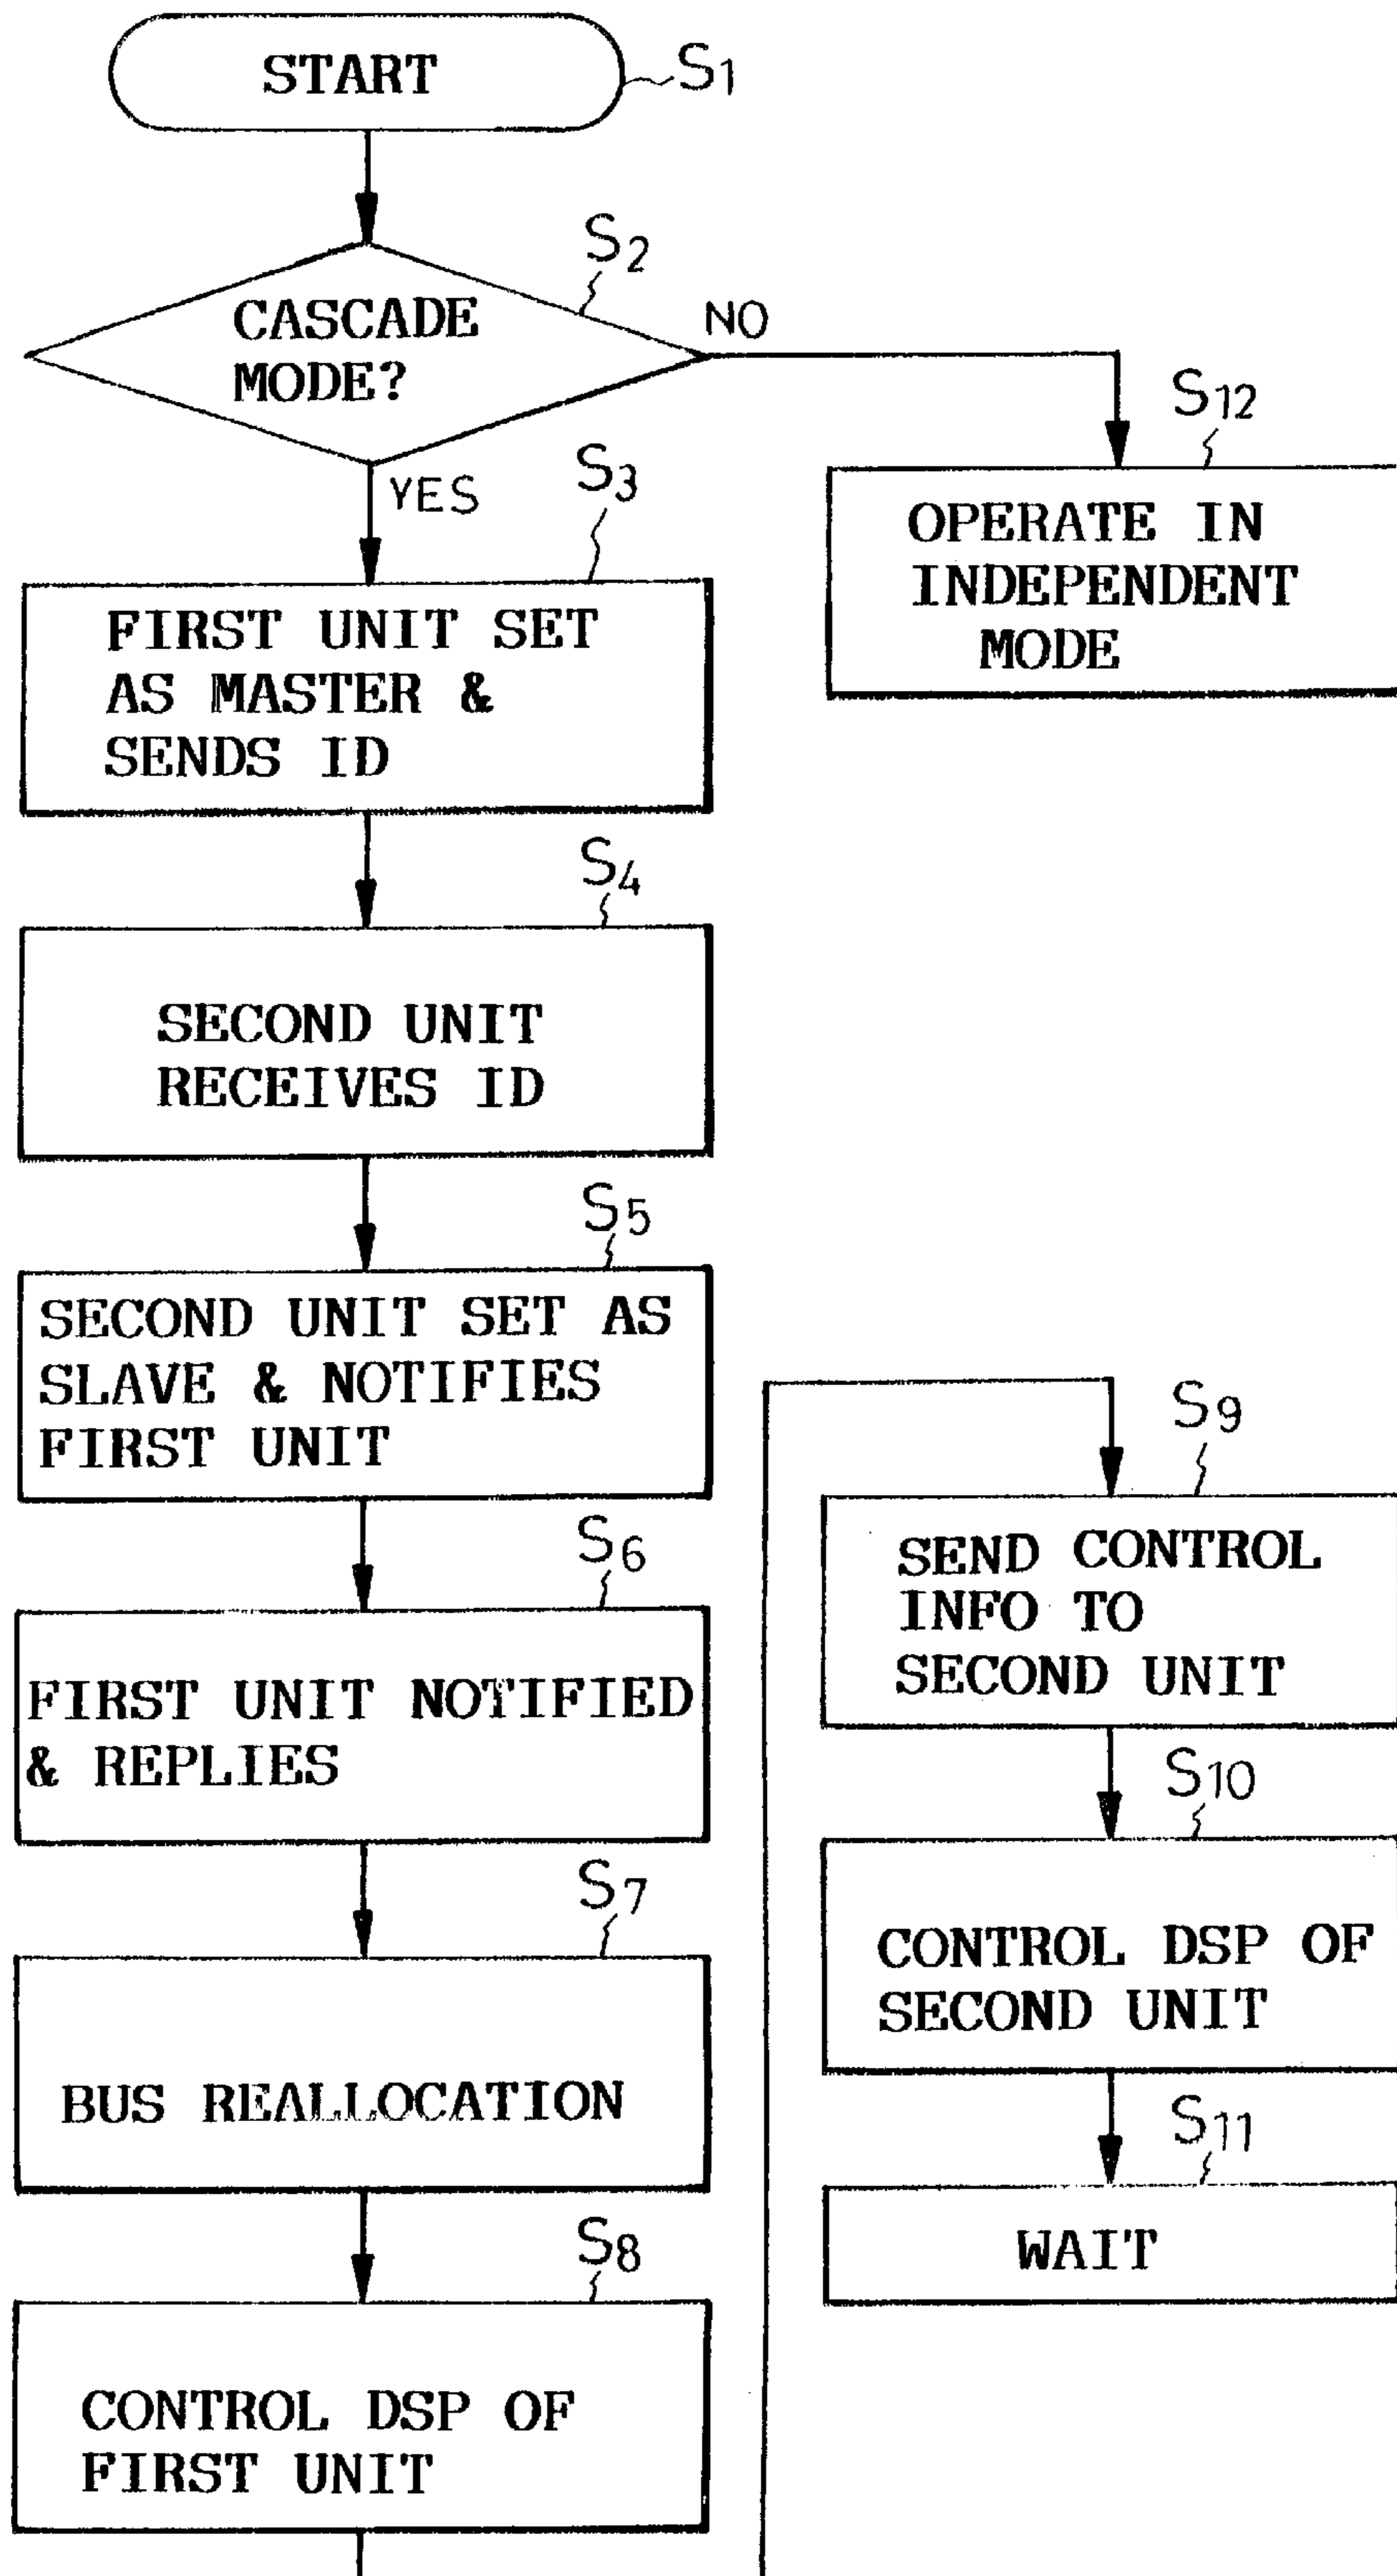 START
S1
S2
CASCADE
MODE?
NO
YES
S3
FIRST UNIT SET
AS MASTER &
SENDS ID
S12
OPERATE IN
INDEPENDENT
MODE
S4
SECOND UNIT
RECEIVES ID
S5
SECOND UNIT SET AS
SLAVE & NOTIFIES
FIRST UNIT
S6
FIRST UNIT NOTIFIED
& REPLIES
S7
BUS REALLOCATION
S8
CONTROL DSP OF
FIRST UNIT
S9
SEND CONTROL
INFO TO
SECOND UNIT
S10
CONTROL DSP OF
SECOND UNIT
S11
WAIT